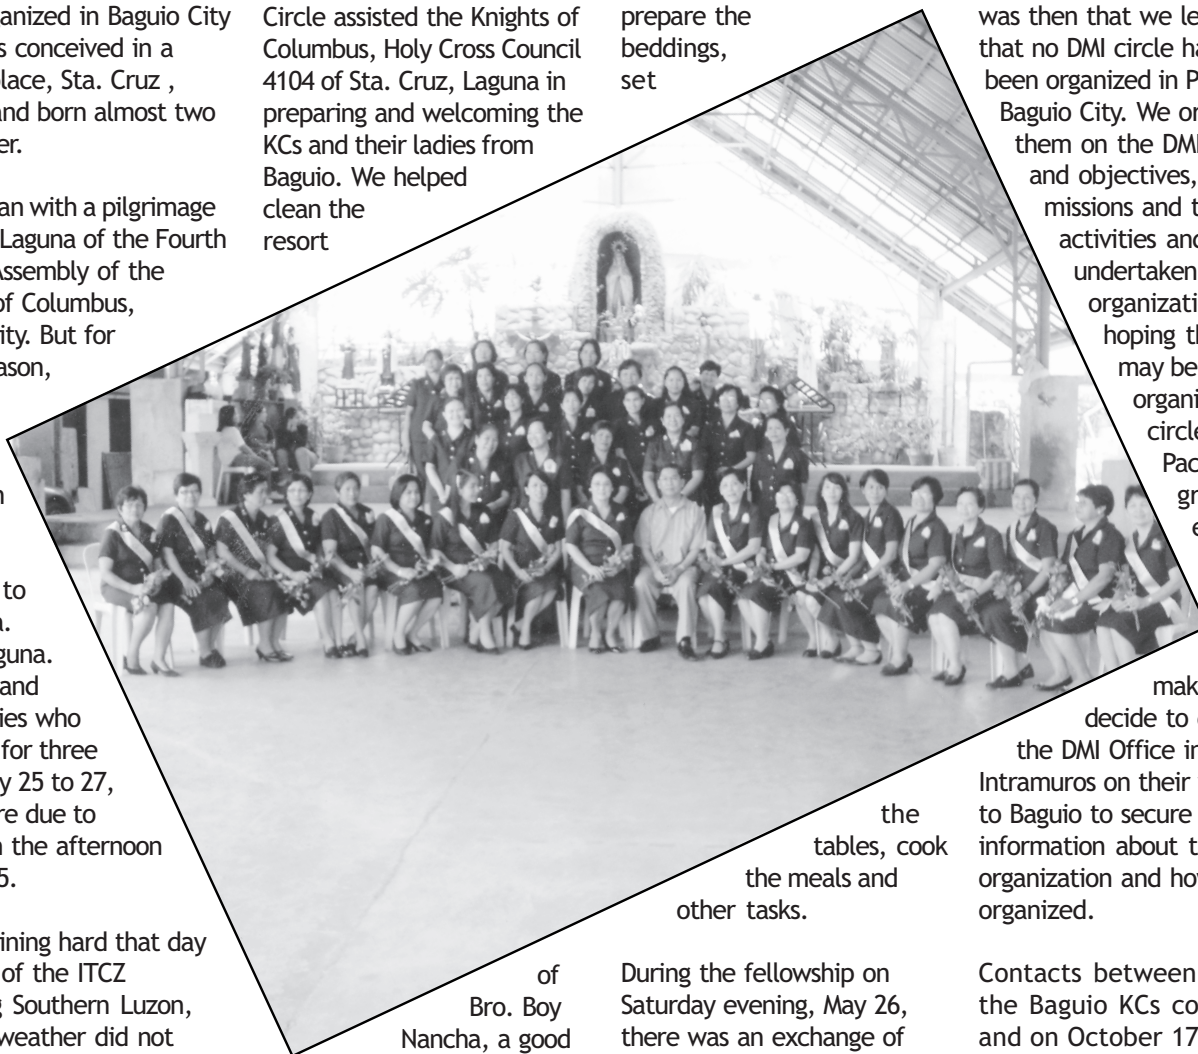 anized in Baguio City
s conceived in a
place, Sta. Cruz ,
and born almost two
er.
an with a pilgrimage
Laguna of the Fourth
Assembly of the
of Columbus,
ity. But for
ason,
n
to
a.
guna.
and
ies who
for three
y 25 to 27,
re due to
n the afternoon
5.
ining hard that day
of the ITCZ
g Southern Luzon,
weather did not
Circle assisted the Knights of
Columbus, Holy Cross Council
4104 of Sta. Cruz, Laguna in
preparing and welcoming the
KCs and their ladies from
Baguio. We helped
clean the
resort
of
Bro. Boy
Nancha, a good
prepare the
beddings,
set
the
tables, cook
the meals and
other tasks.
During the fellowship on
Saturday evening, May 26,
there was an exchange of
was then that we le
that no DMI circle ha
been organized in P
Baguio City. We or
them on the DMI
and objectives,
missions and t
activities and
undertaken
organizati
hoping th
may be
organi
circle
Pac
gr
e
mak
decide to
the DMI Office in
Intramuros on their
to Baguio to secure
information about t
organization and how
organized.
Contacts between
the Baguio KCs co
and on October 17